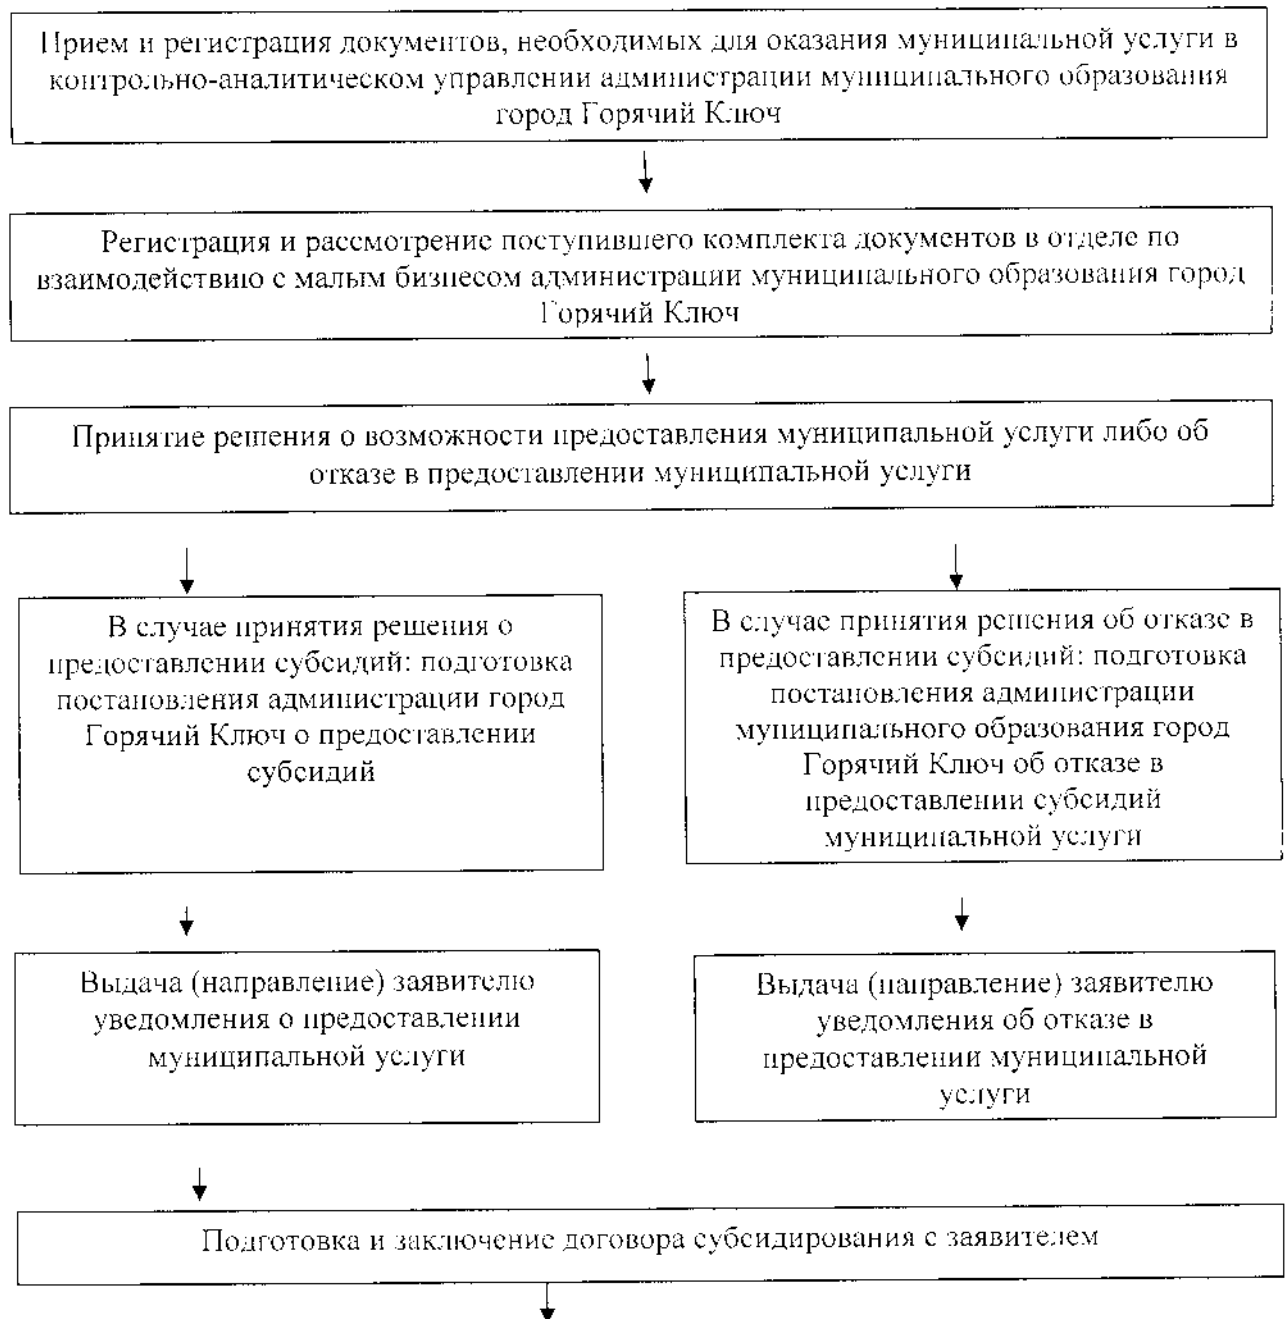 Прием и регистрация документов, необходимых для оказания муниципальной услуги в
контрольно-аналитическом управлении администрации муниципального образования
город Горячий Ключ
Регистрация и рассмотрение поступившего комплекта документов в отделе по
взаимодействию с малым бизнесом администрации муниципального образования город
Горячий Ключ
Принятие решения о возможности предоставления муниципальной услуги либо об
отказе в предоставлении муниципальной услуги
В случае принятия решения о
предоставлении субсидий: подготовка
постановления администрации город
Горячий Ключ о предоставлении
субсидий
В случае принятия решения об отказе в
предоставлении субсидий: подготовка
постановления администрации
муниципального образования город
Горячий Ключ об отказе в
предоставлении субсидий
муниципальной услуги
Выдача (направление) заявителю
уведомления о предоставлении
муниципальной услуги
Выдача (направление) заявителю
уведомления об отказе в
предоставлении муниципальной
услуги
Подготовка и заключение договора субсидирования с заявителем